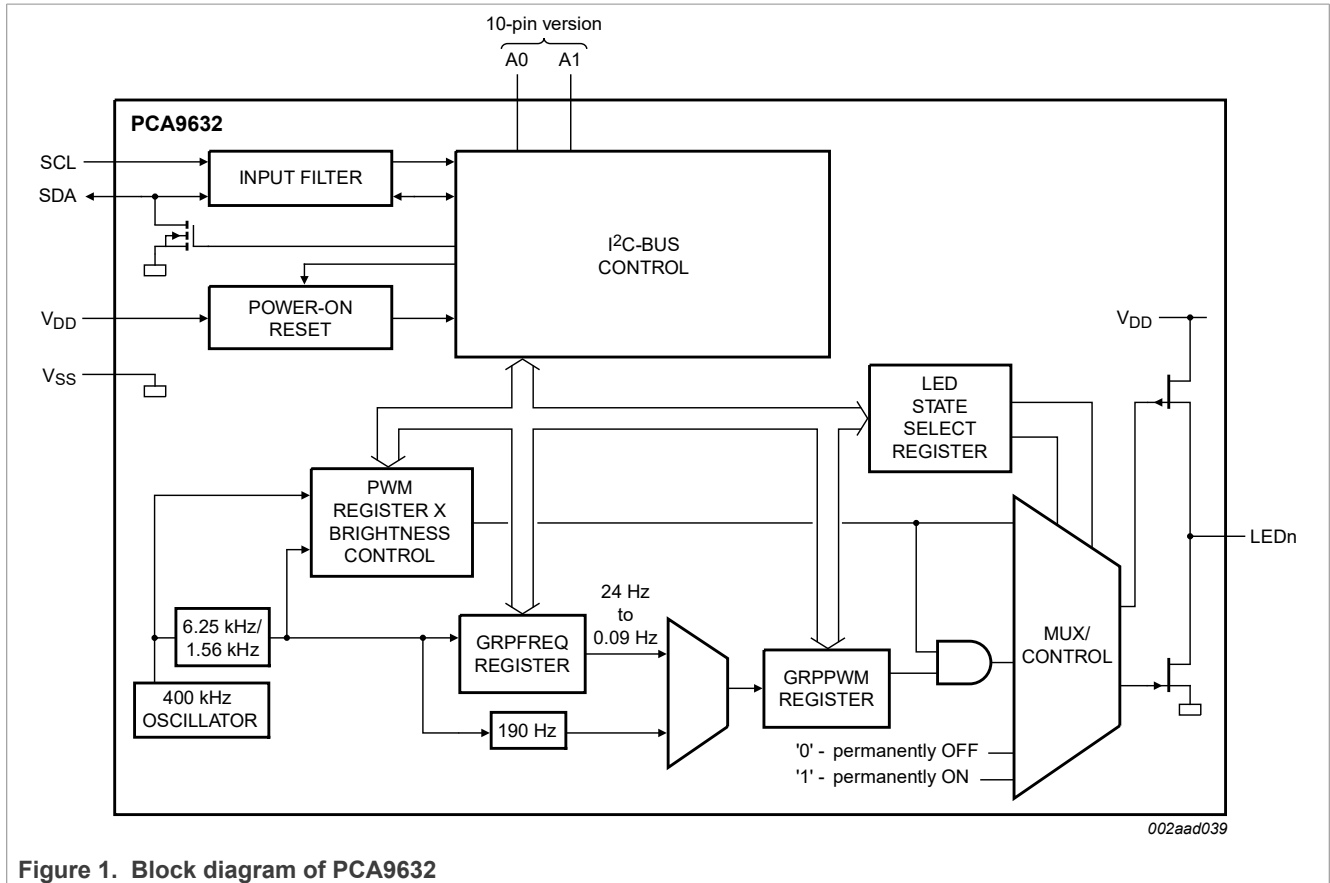 10-pin version
A0 A1
PCA9632
SCL
SDA
INPUT FILTER
I2C-BUS
CONTROL
POWER-ON
RESET
VDD
VSS
VDD
LED
STATE
SELECT
REGISTER
PWM
REGISTER X
BRIGHTNESS
CONTROL
LEDn
24 Hz
to
0.09 Hz
6.25 kHz/
1.56 kHz
GRPFREQ
REGISTER
MUX/
CONTROL
GRPPWM
REGISTER
400 kHz
OSCILLATOR
190 Hz
'0' - permanently OFF
'1' - permanently ON
002aad039
Figure 1. Block diagram of PCA9632